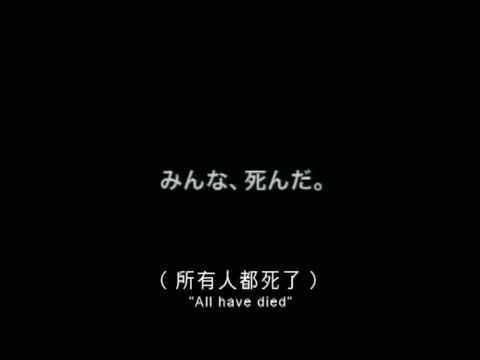 みんな、死んだ。
（ 所有人都死了 ）
"All have died"